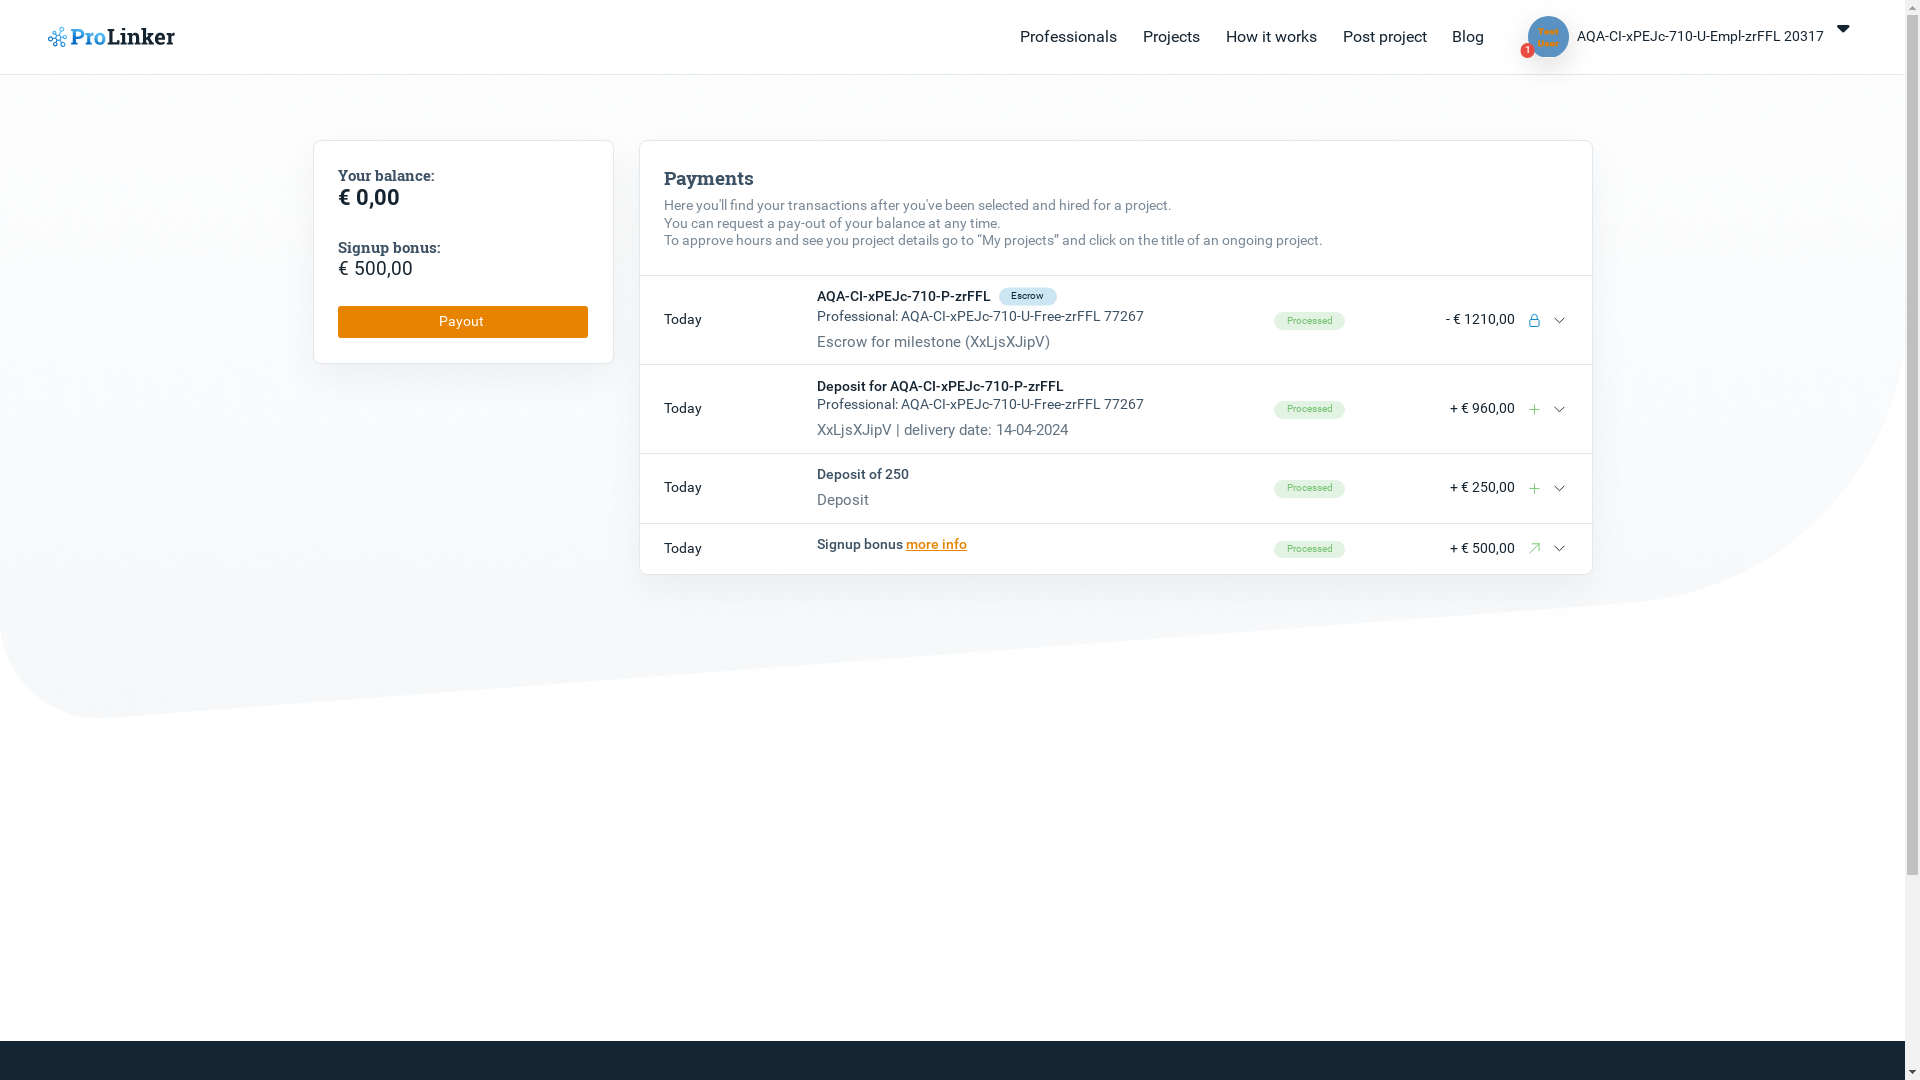 ProLinker
Professionals
Projects
How it works
Post project
Blog
Test
User
1
AQA-CI-xPEJc-710-U-Empl-zrFFL 20317
Your balance:
€ 0,00
Signup bonus:
€ 500,00
Payout
Payments
Here you'll find your transactions after you've been selected and hired for a project.
You can request a pay-out of your balance at any time.
To approve hours and see you project details go to “My projects” and click on the title of an ongoing project.
Today
AQA-CI-xPEJc-710-P-zrFFL Escrow
Professional: AQA-CI-xPEJc-710-U-Free-zrFFL 77267
Escrow for milestone (XxLjsXJipV)
Processed
- € 1210,00
Today
Deposit for AQA-CI-xPEJc-710-P-zrFFL
Professional: AQA-CI-xPEJc-710-U-Free-zrFFL 77267
XxLjsXJipV | delivery date: 14-04-2024
Processed
+ € 960,00
Today
Deposit of 250
Deposit
Processed
+ € 250,00
Today
Signup bonus more info
Processed
+ € 500,00